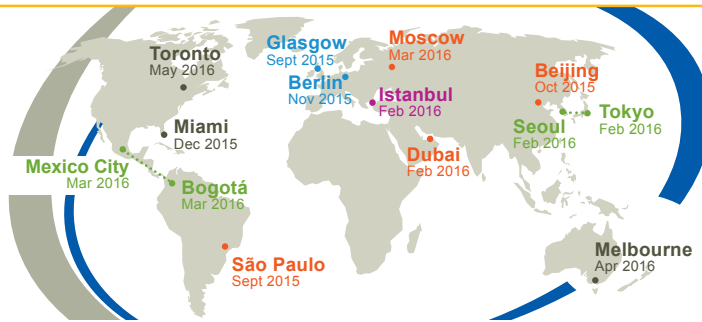 Toronto
May 2016
Glasgow
Sept 2015
Berlin
Nov 2015
Moscow
Mar 2016
Istanbul
Feb 2016
Beijing
Oct 2015
Seoul
Feb 2016
Tokyo
Feb 2016
Miami
Dec 2015
Dubai
Feb 2016
Mexico City
Mar 2016
Bogotá
Mar 2016
São Paulo
Sept 2015
Melbourne
Apr 2016